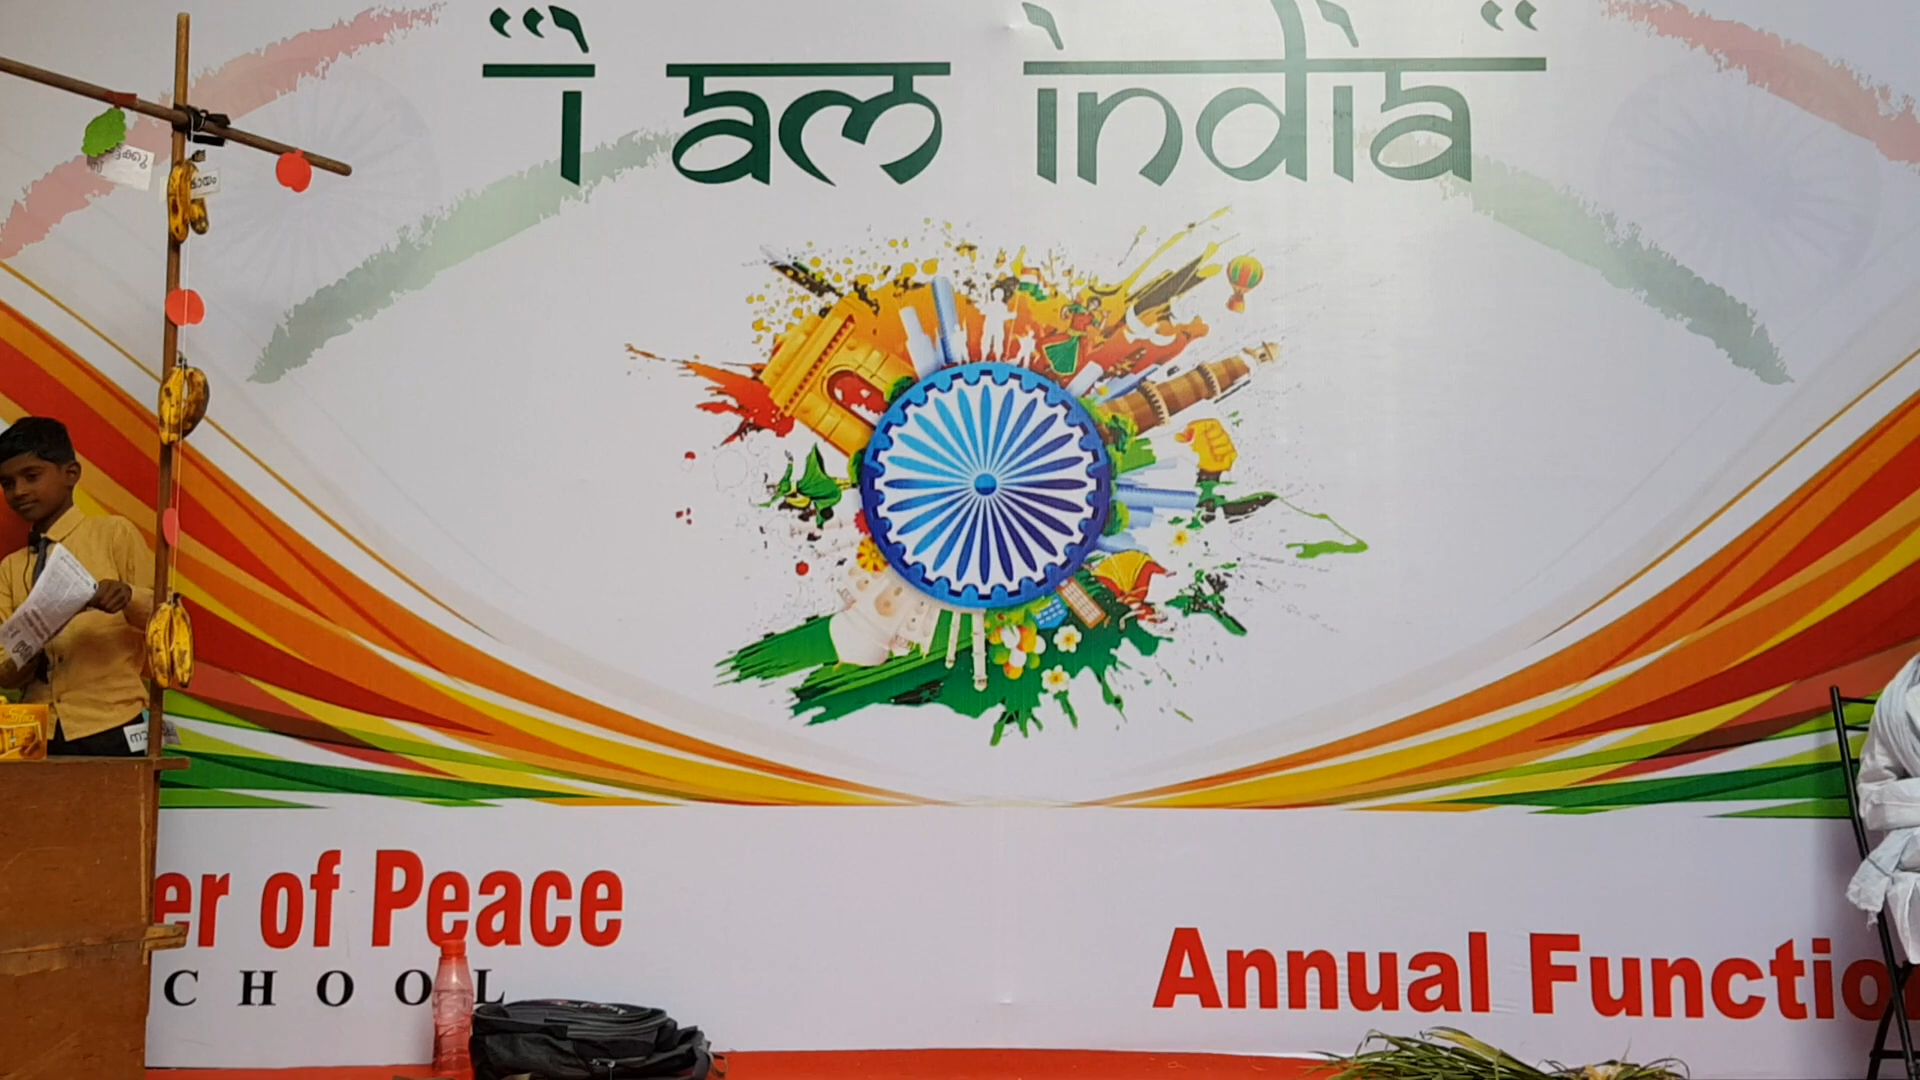 "i am india"
ായം
er of Peace
CHOOL
Annual Functio